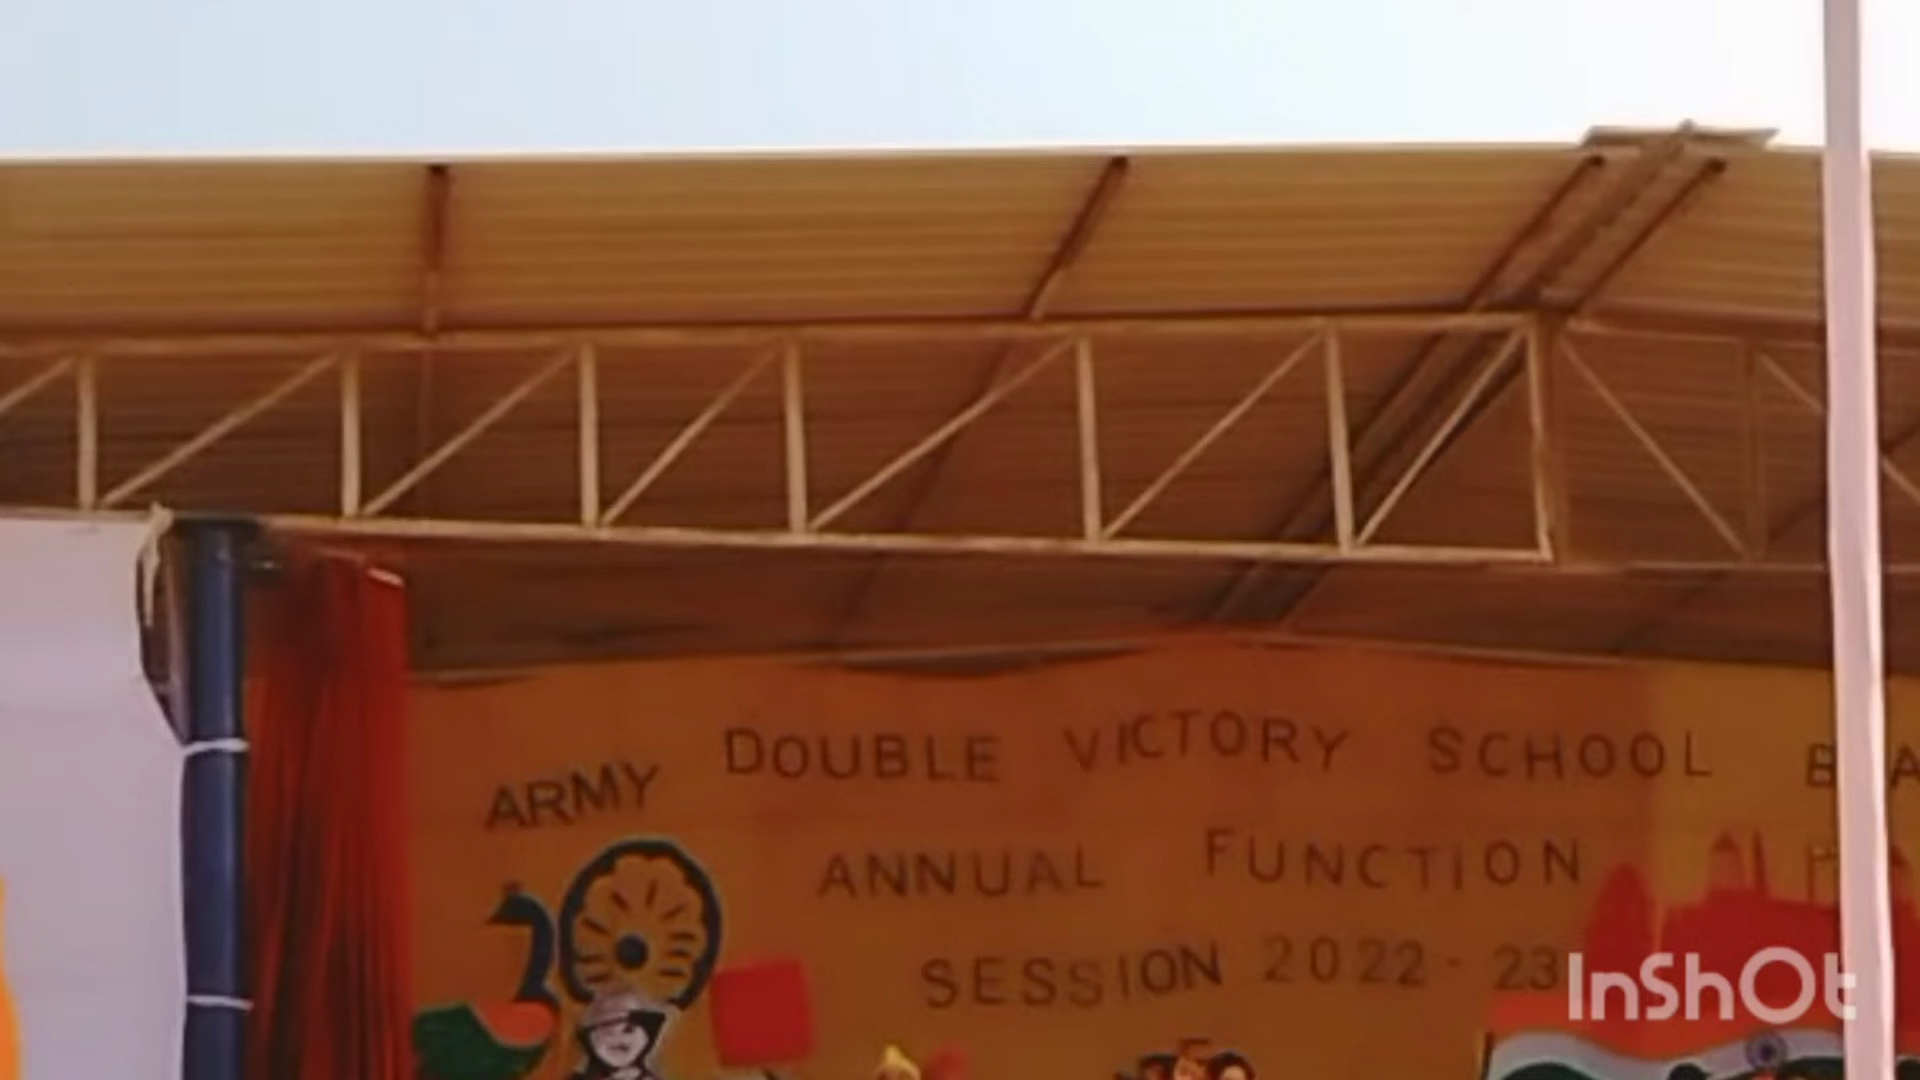 ARMY DOUBLE VICTORY SCHOOL
ANNUAL FUNCTION
SESSION 2022-23
InShOt